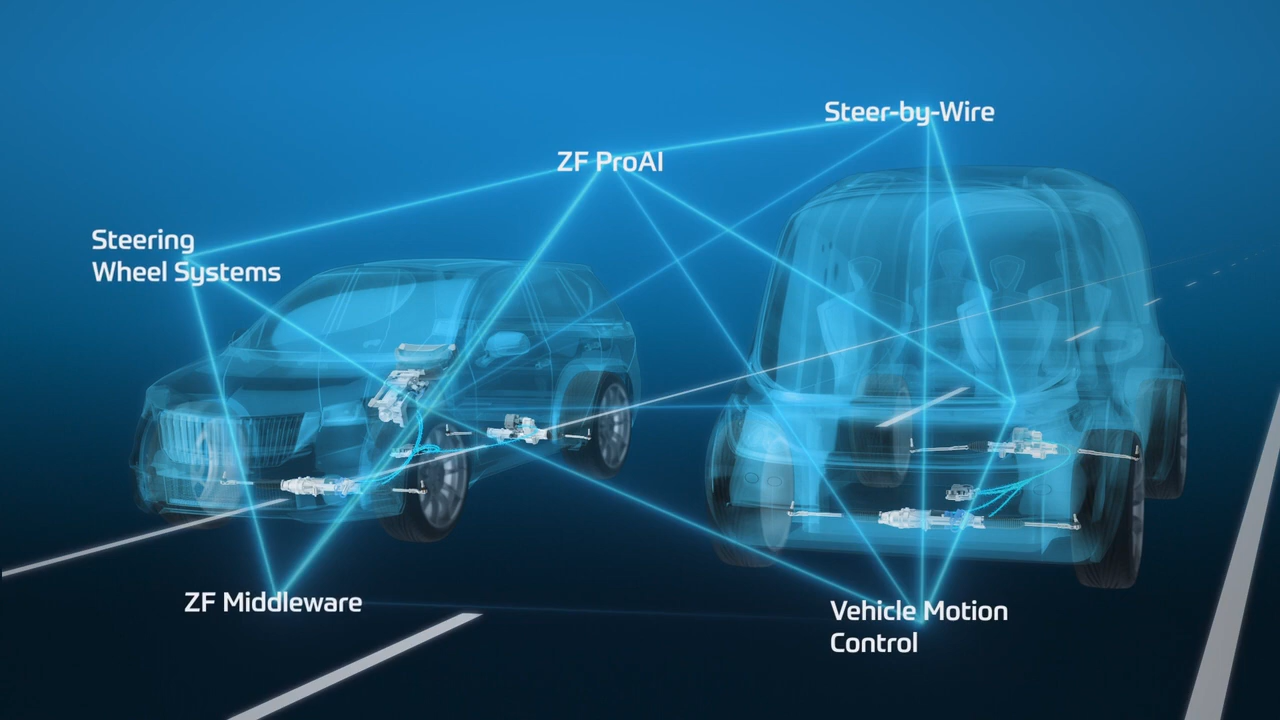 Steer-by-Wire
ZF ProAI
Steering
Wheel Systems
ZF Middleware
Vehicle Motion
Control